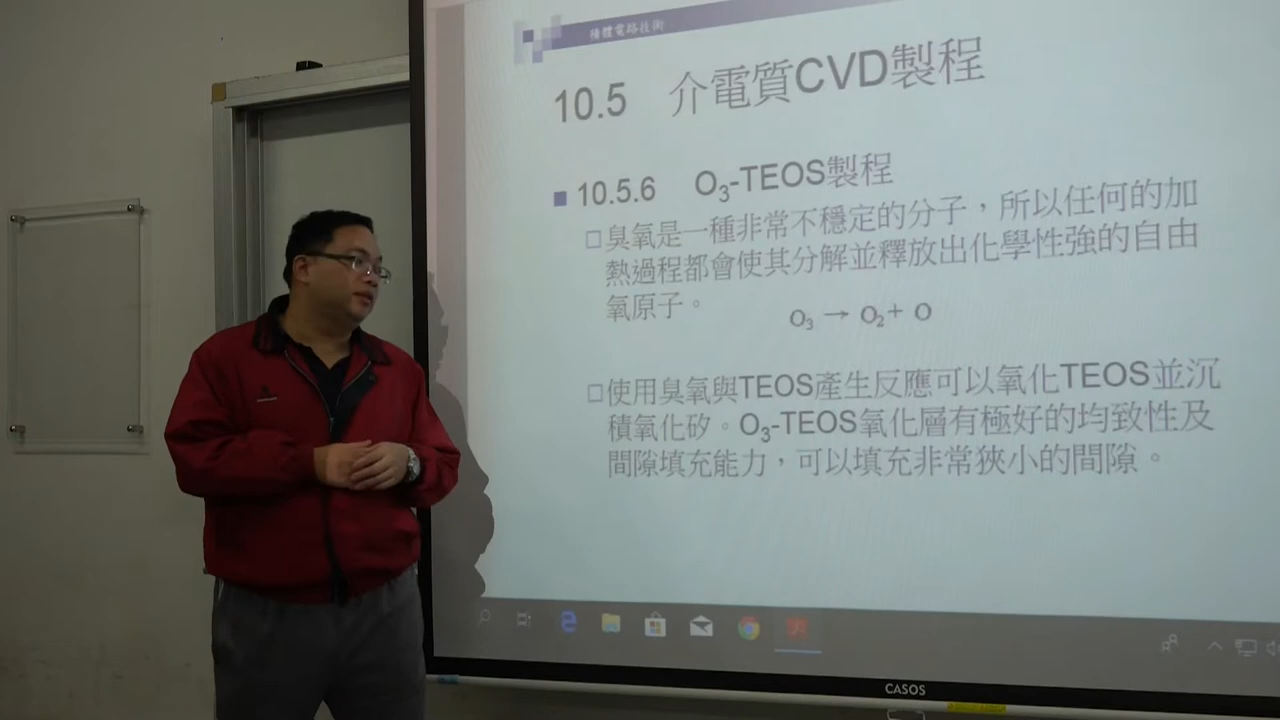 積體電路技術
10.5 介電質CVD製程
10.5.6 O₃-TEOS製程
臭氧是一種非常不穩定的分子，所以任何的加
熱過程都會使其分解並釋放出化學性強的自由
氧原子。
O₃ → O₂+ O
使用臭氧與TEOS產生反應可以氧化TEOS並沉
積氧化矽。O₃-TEOS氧化層有極好的均致性及
間隙填充能力，可以填充非常狹小的間隙。
CASOS